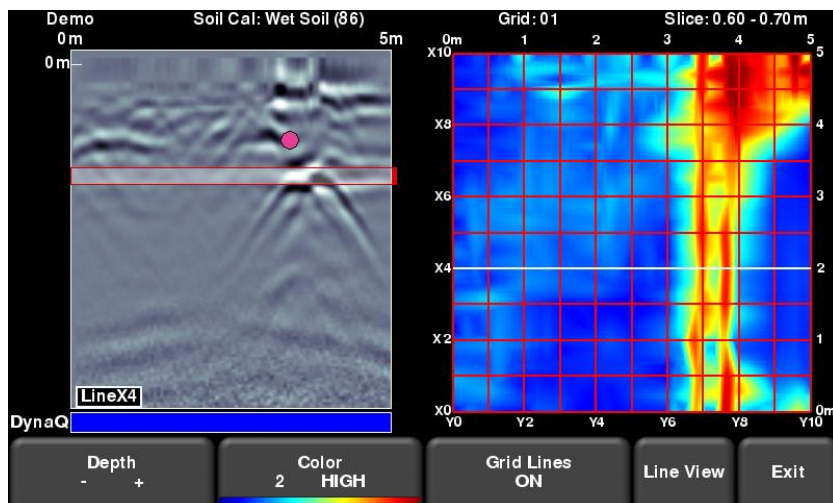 Demo Soil Cal: Wet Soil (86) Grid: 01 Slice: 0.60 - 0.70 m
0m 5m 0 1 2 3 4 5
0m X10 5
X8 4
X6 3
X4 2
X2 1
X0 0m
LineX4
DynaQ Y0 Y2 Y4 Y6 Y8 Y10
Depth Color Grid Lines Line View Exit
- + 2 HIGH ON